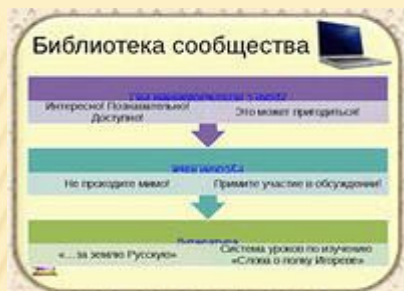 Библиотека сообщества
Интересно! Познавательно!
Доступно!
Это может пригодиться!
Не проходите мимо!
Примите участие в обсуждении!
«…за землю Русскую»
Система уроков по изучению
«Слова о полку Игореве»